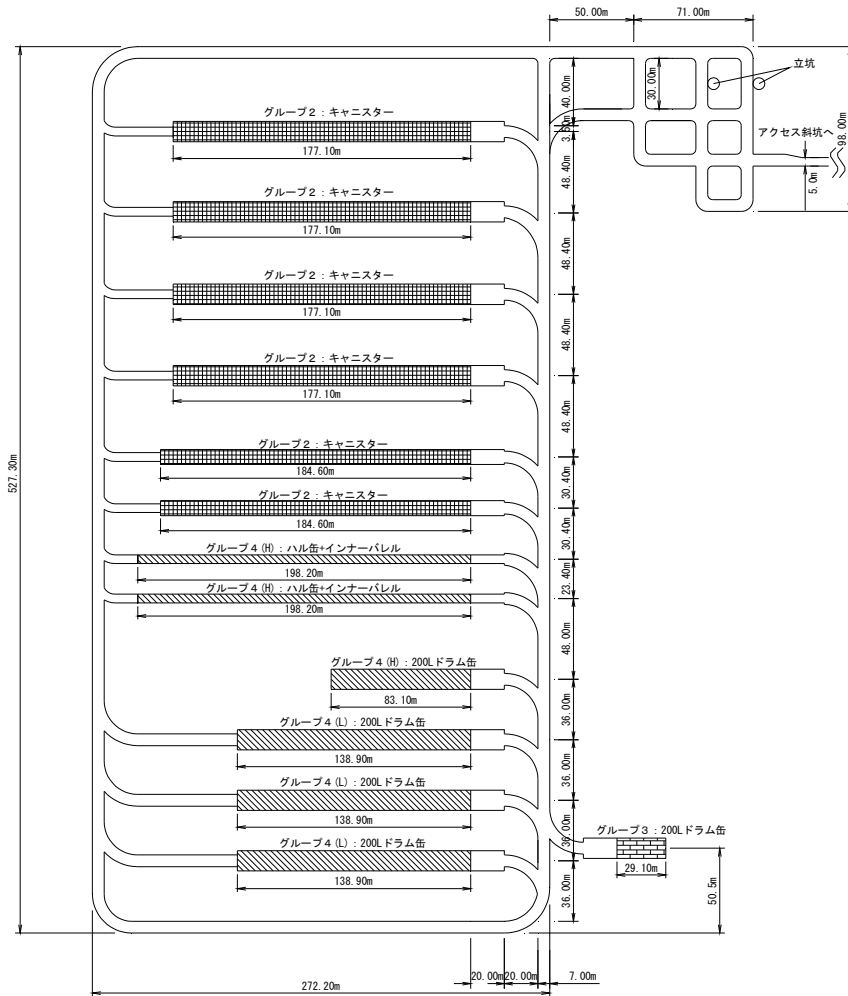 50.00m
71.00m
立坑
アクセス斜坑へ
98.00m
5.0m
30.00m
40.00m
グループ２：キャニスター
177.10m
48.40m
グループ２：キャニスター
177.10m
48.40m
グループ２：キャニスター
177.10m
48.40m
グループ２：キャニスター
177.10m
48.40m
グループ２：キャニスター
184.60m
30.40m
527.30m
グループ２：キャニスター
184.60m
30.40m
グループ４(H)：ハル缶+インナーバレル
198.20m
23.40m
グループ４(H)：ハル缶+インナーバレル
198.20m
48.00m
グループ４(H)：200Lドラム缶
83.10m
36.00m
グループ４(L)：200Lドラム缶
138.90m
36.00m
グループ４(L)：200Lドラム缶
138.90m
36.00m
グループ３：200Lドラム缶
29.10m
グループ４(L)：200Lドラム缶
138.90m
36.00m
50.5m
20.00m
20.00m
7.00m
272.20m